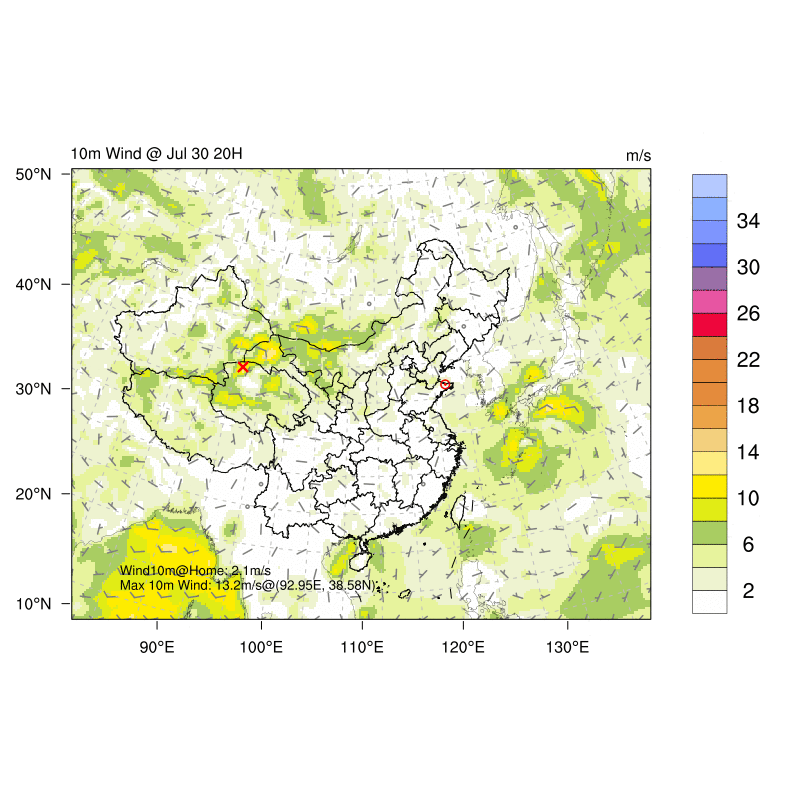 10m Wind @ Jul 30 20H
m/s
50°N
40°N
30°N
20°N
10°N
90°E
100°E
110°E
120°E
130°E
34
30
26
22
18
14
10
6
2
Wind10m@Home: 2.1m/s
Max 10m Wind: 13.2m/s@(92.95E, 38.58N)